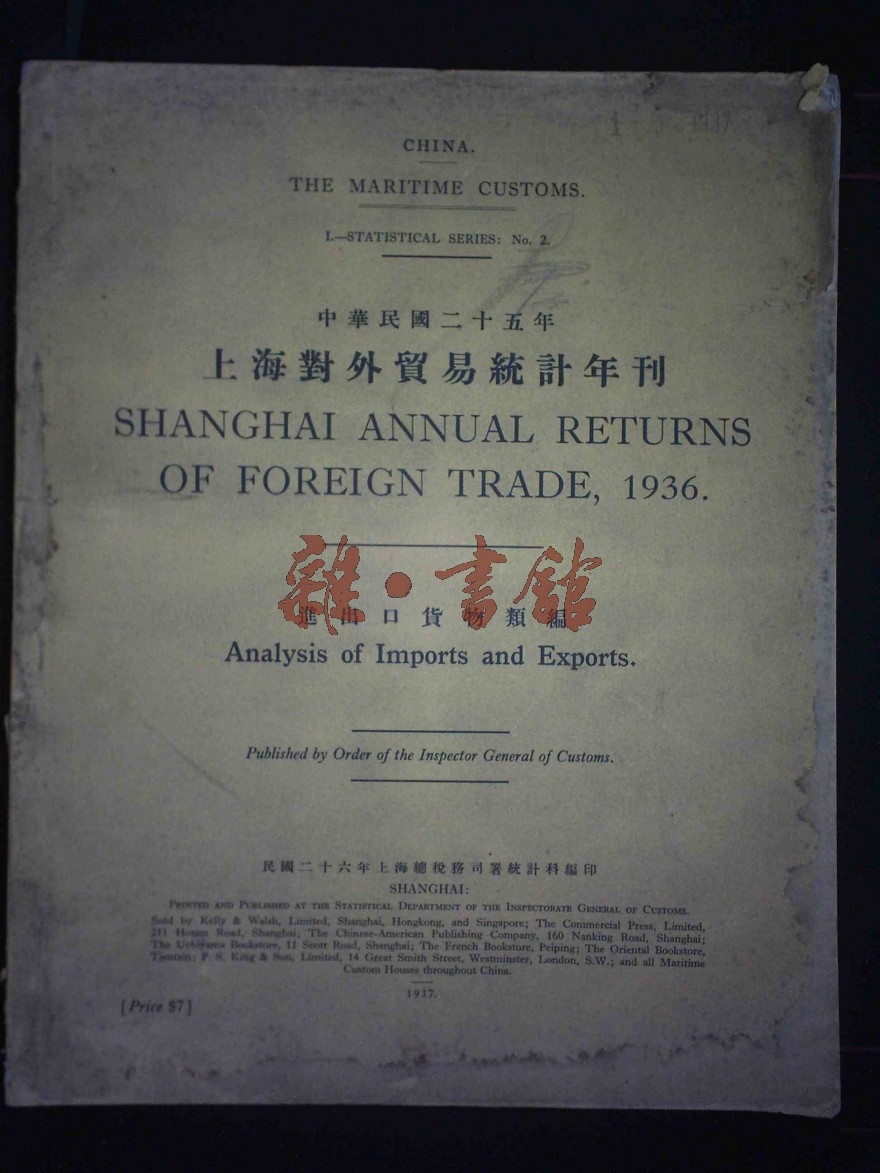 CHINA.
THE MARITIME CUSTOMS.
I.—STATISTICAL SERIES: No. 2.
中華民國二十五年
上海對外貿易統計年刊
SHANGHAI ANNUAL RETURNS
OF FOREIGN TRADE, 1936.
雜·書館
進出口貨物類編
Analysis of Imports and Exports.
Published by Order of the Inspector General of Customs.
民國二十六年上海總稅務司署統計科編印
SHANGHAI:
PRINTED AND PUBLISHED AT THE STATISTICAL DEPARTMENT OF THE INSPECTORATE GENERAL OF CUSTOMS.
Sold by Kelly & Walsh, Limited, Shanghai, Hongkong, and Singapore; The Commercial Press, Limited,
211 Honan Road, Shanghai; The Chinese-American Publishing Company, 160 Nanking Road, Shanghai;
The Uchiyama Bookstore, 11 Scott Road, Shanghai; The French Bookstore, Peiping; The Oriental Bookstore,
Tientsin; P. S. King & Son, Limited, 14 Great Smith Street, Westminster, London, S.W.; and all Maritime
Custom Houses throughout China.
1937.
[Price $7]